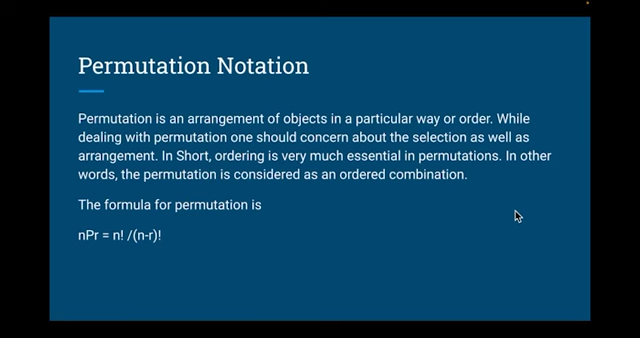 Permutation Notation
Permutation is an arrangement of objects in a particular way or order. While
dealing with permutation one should concern about the selection as well as
arrangement. In Short, ordering is very much essential in permutations. In other
words, the permutation is considered as an ordered combination.
The formula for permutation is
nPr = n! /(n-r)!